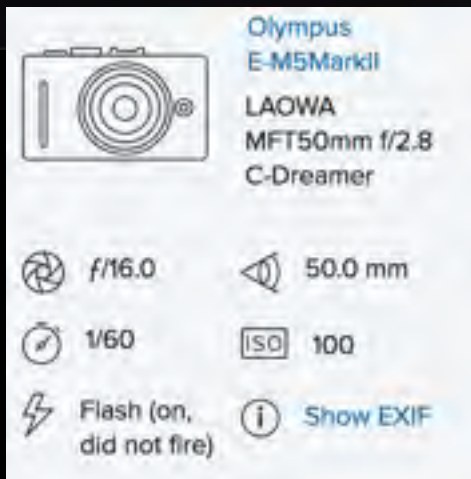 Olympus
E-M5MarkII
LAOWA
MFT50mm f/2.8
C-Dreamer
f/16.0
50.0 mm
1/60
ISO
100
Flash (on,
did not fire)
i
Show EXIF